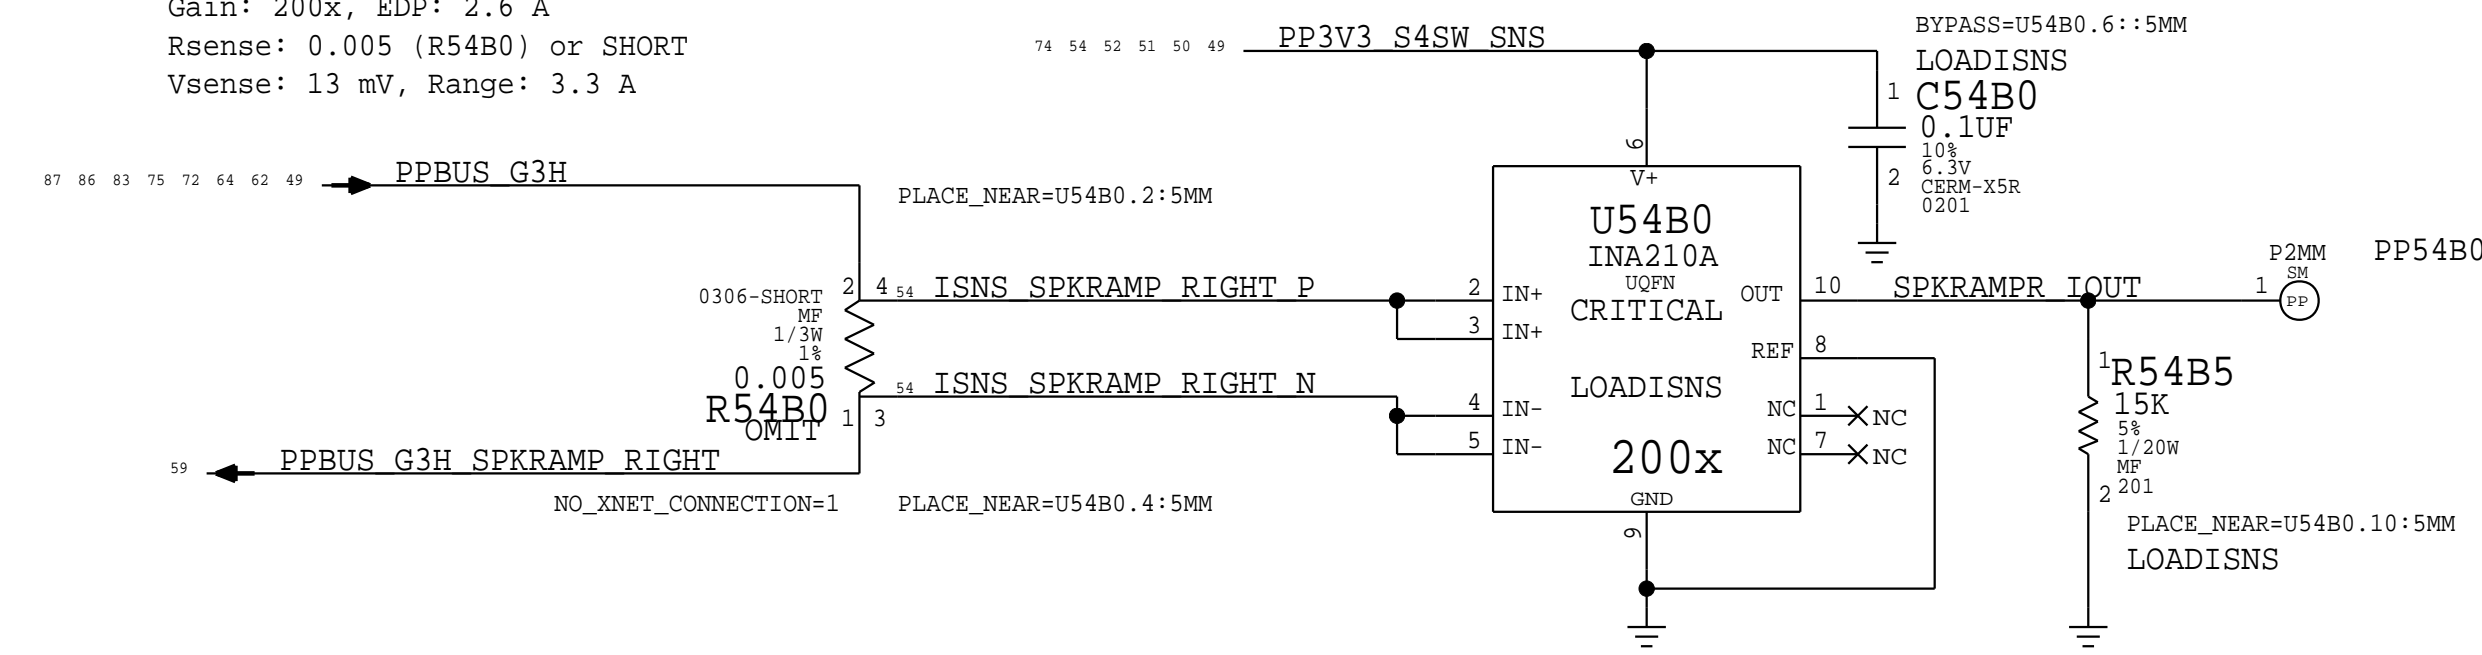 Gain: 200x, EDP: 2.6 A
Rsense: 0.005 (R54B0) or SHORT
Vsense: 13 mV, Range: 3.3 A
74 54 52 51 50 49
PP3V3_S4SW_SNS
BYPASS=U54B0.6::5MM
LOADISNS
1
C54B0
0.1UF
10%
6.3V
2
CERM-X5R
0201
87 86 83 75 72 64 62 49
PPBUS_G3H
PLACE_NEAR=U54B0.2:5MM
6
V+
U54B0
INA210A
UQFN
CRITICAL
LOADISNS
200x
GND
9
0306-SHORT
MF
1/3W
1%
0.005
R54B0
OMIT
2
4
1
3
54
ISNS_SPKRAMP_RIGHT_P
2
IN+
3
IN+
54
ISNS_SPKRAMP_RIGHT_N
4
IN-
5
IN-
OUT
10
SPKRAMPR_IOUT
1
P2MM
SM
PP
PP54B0
REF
8
NC
1
NC
NC
7
NC
1
R54B5
15K
5%
1/20W
MF
201
2
PLACE_NEAR=U54B0.10:5MM
LOADISNS
59
PPBUS_G3H_SPKRAMP_RIGHT
NO_XNET_CONNECTION=1
PLACE_NEAR=U54B0.4:5MM